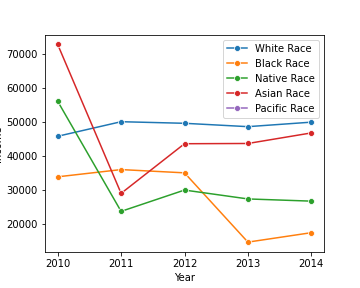 70000
60000
50000
40000
30000
20000
2010
2011
2012
2013
2014
Year
White Race
Black Race
Native Race
Asian Race
Pacific Race